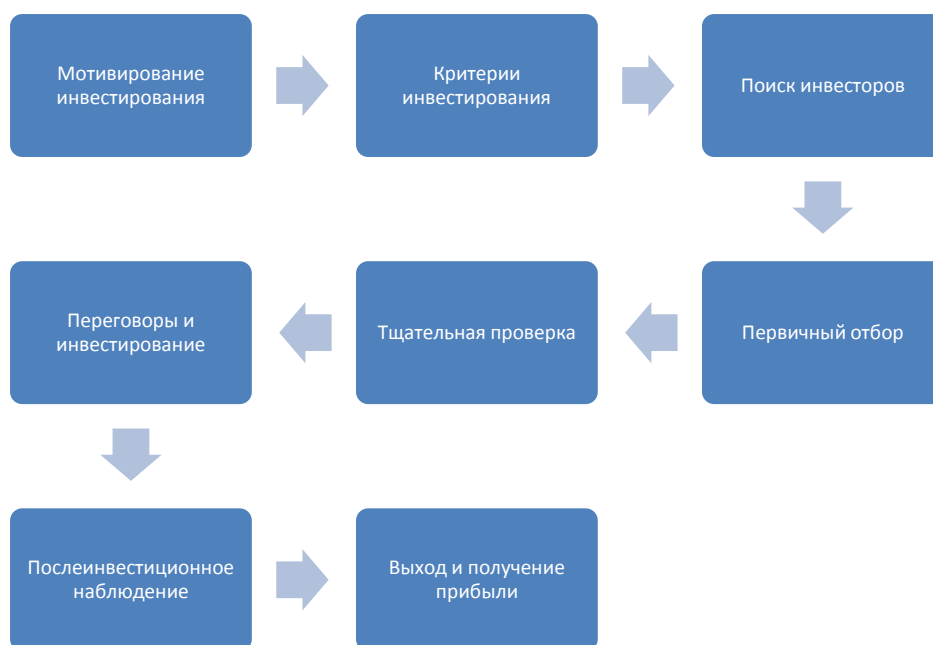 Мотивирование
инвестирования
Критерии
инвестирования
Поиск инвесторов
Первичный отбор
Тщательная проверка
Переговоры и
инвестирование
Послеинвестиционное
наблюдение
Выход и получение
прибыли